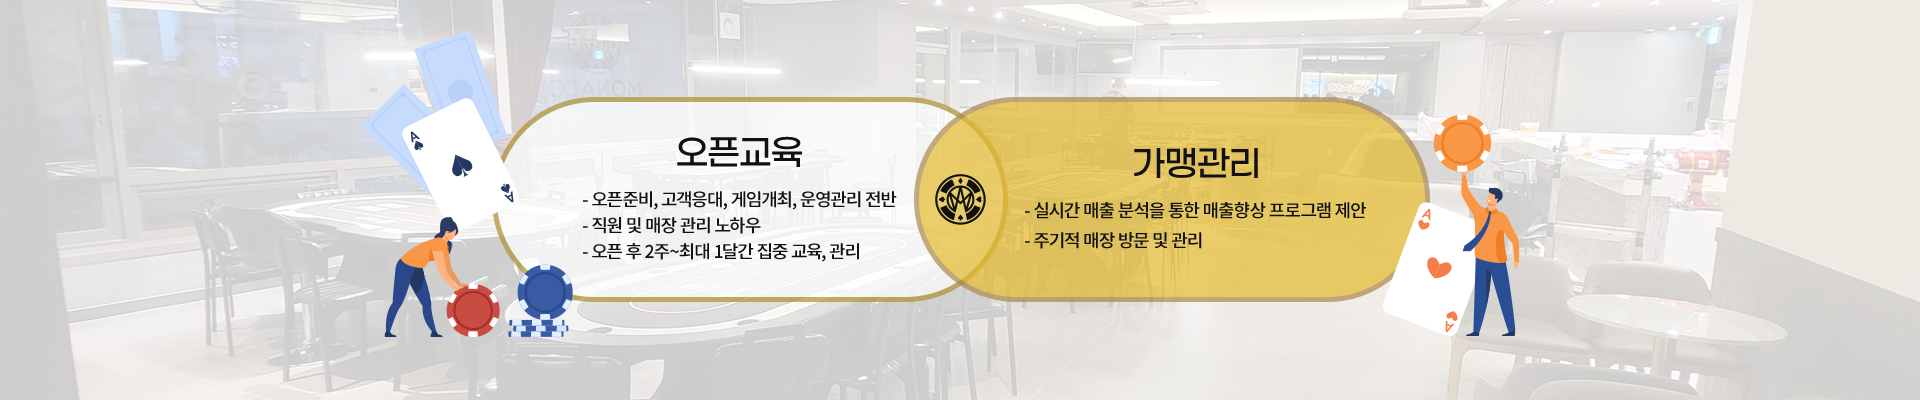 오픈교육
- 오픈준비, 고객응대, 게임개최, 운영관리 전반
- 직원 및 매장 관리 노하우
- 오픈 후 2주~최대 1달간 집중 교육, 관리
가맹관리
- 실시간 매출 분석을 통한 매출향상 프로그램 제안
- 주기적 매장 방문 및 관리
A
A
A
A
MONACO